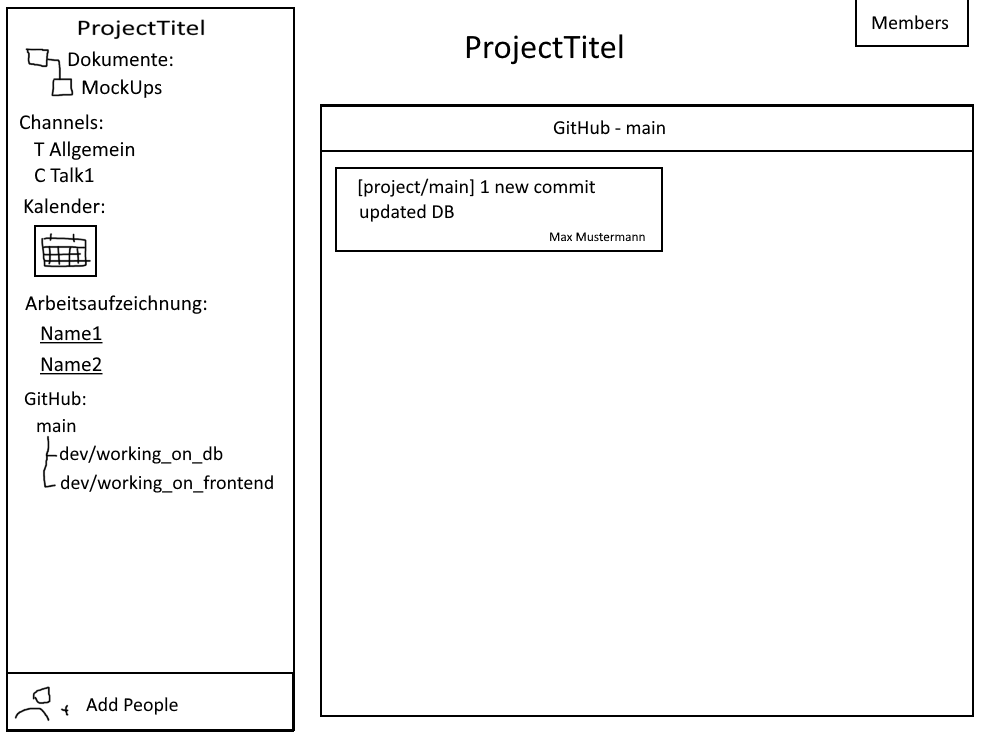 ProjectTitel
Dokumente:
MockUps
Channels:
T Allgemein
C Talk1
Kalender:
Arbeitsaufzeichnung:
Name1
Name2
GitHub:
main
dev/working_on_db
dev/working_on_frontend
Add People
ProjectTitel
Members
GitHub - main
[project/main] 1 new commit
updated DB
Max Mustermann